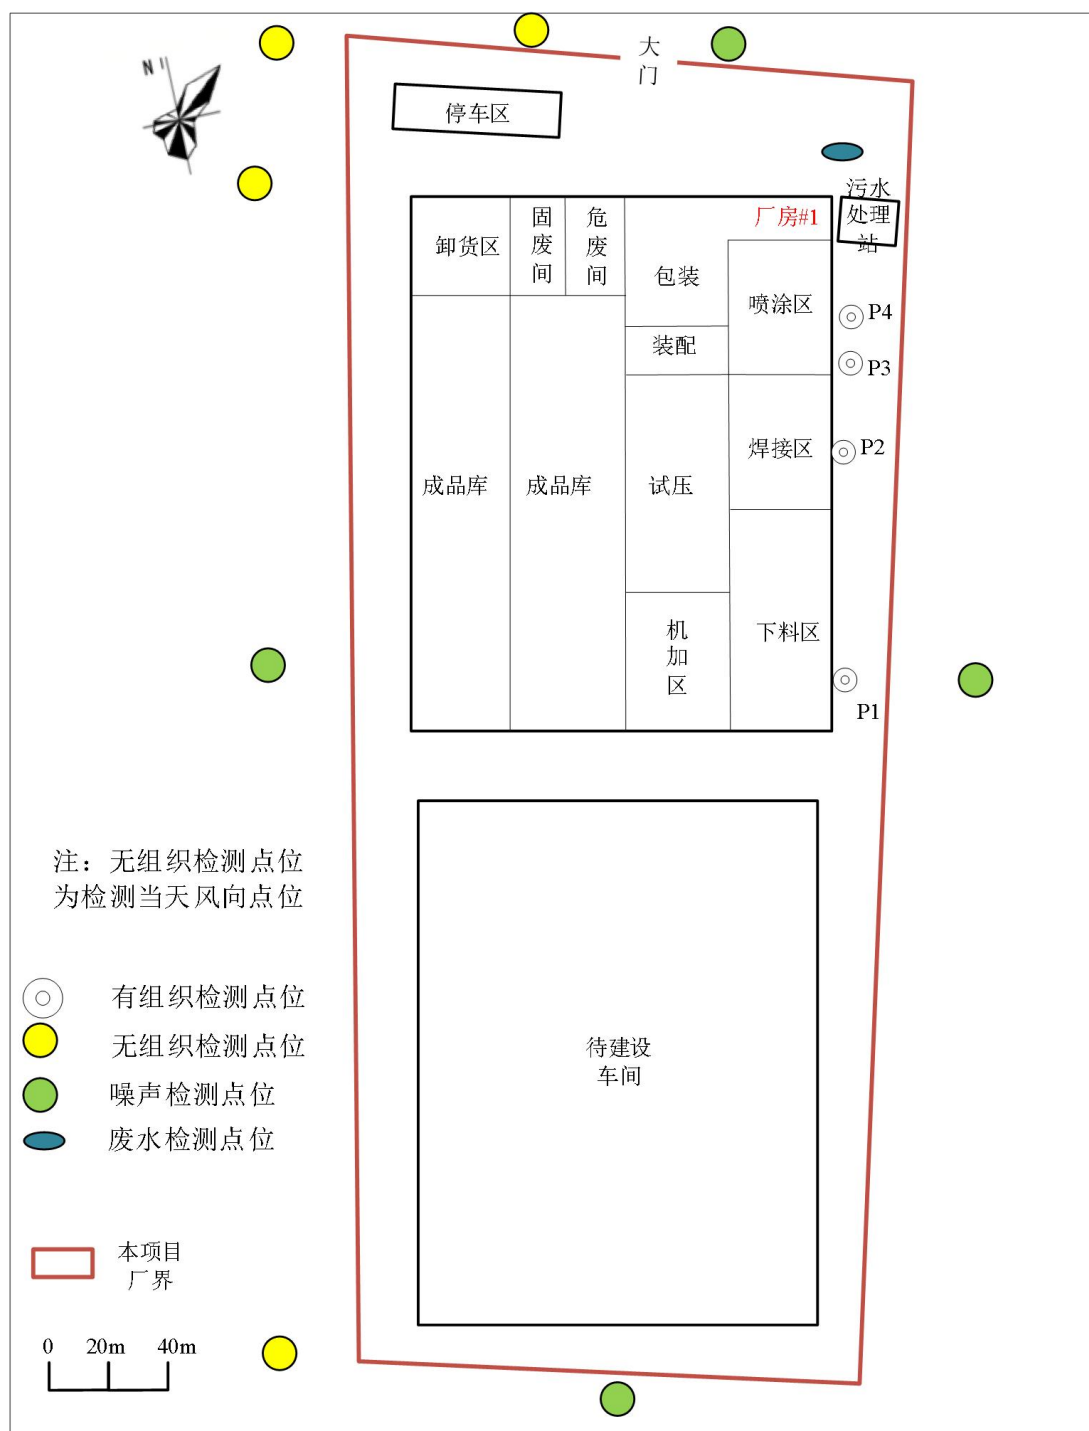 大
门
N
停车区
污水
处理
站
厂房#1
卸货区
固
废
间
危
废
间
包装
喷涂区
P4
装配
P3
焊接区
P2
成品库
成品库
试压
机
加
区
下料区
P1
注：无组织检测点位
为检测当天风向点位
有组织检测点位
无组织检测点位
噪声检测点位
废水检测点位
待建设
车间
本项目
厂界
0 20m 40m